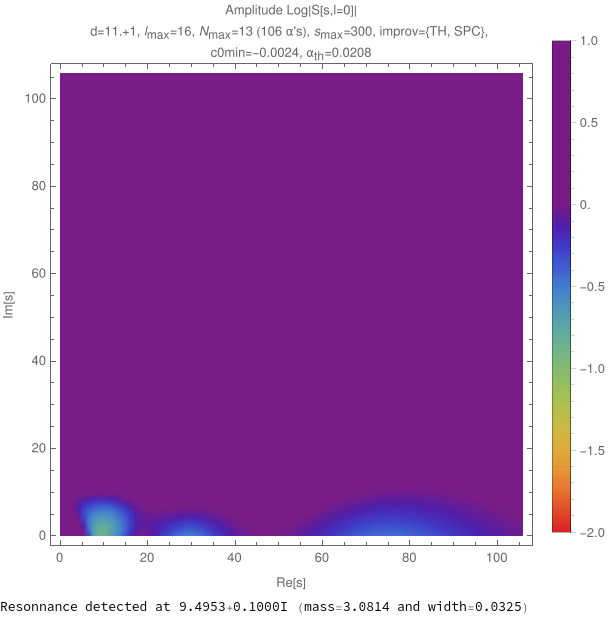 Amplitude Log|S[s,l=0]|
d=11.+1, lmax=16, Nmax=13 (106 α's), smax=300, improv={TH, SPC},
c0min=−0.0024, αth=0.0208
100
80
60
40
20
0
Im[s]
0 20 40 60 80 100
Re[s]
1.0
0.5
0.
−0.5
−1.0
−1.5
−2.0
Resonnance detected at 9.4953+0.1000I (mass=3.0814 and width=0.0325)